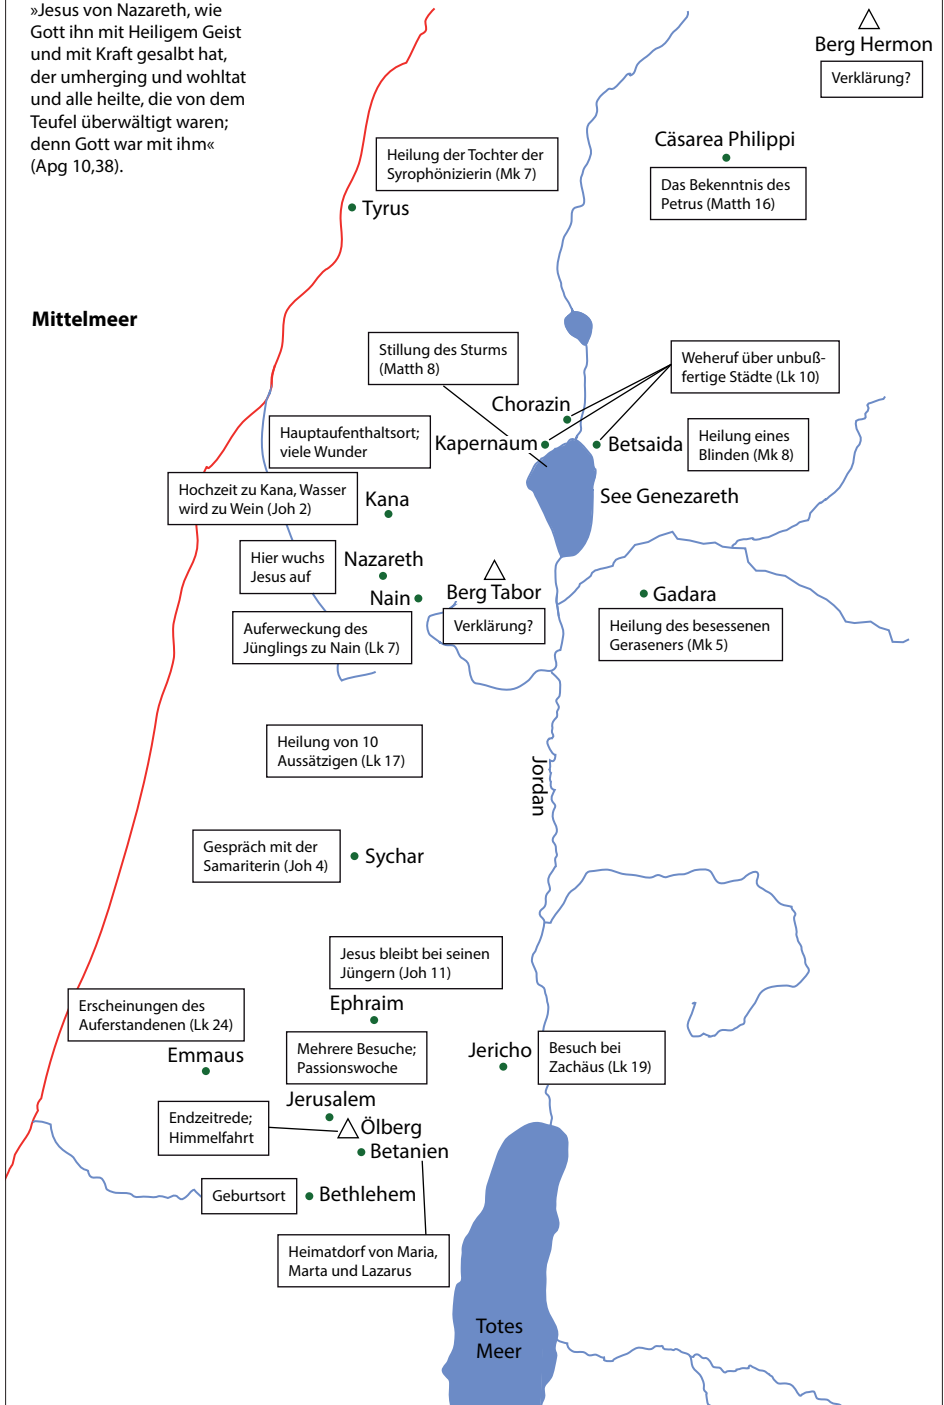 »Jesus von Nazareth, wie
Gott ihn mit Heiligem Geist
und mit Kraft gesalbt hat,
der umherging und wohltat
und alle heilte, die von dem
Teufel überwältigt waren;
denn Gott war mit ihm«
(Apg 10,38).
Berg Hermon
Verklärung?
Cäsarea Philippi
Das Bekenntnis des
Petrus (Matth 16)
Heilung der Tochter der
Syrophönizierin (Mk 7)
Tyrus
Mittelmeer
Stillung des Sturms
(Matth 8)
Weheruf über unbuß-
fertige Städte (Lk 10)
Chorazin
Hauptaufenthaltsort;
viele Wunder
Kapernaum
Betsaida
Heilung eines
Blinden (Mk 8)
Hochzeit zu Kana, Wasser
wird zu Wein (Joh 2)
Kana
See Genezareth
Hier wuchs
Jesus auf
Nazareth
Nain
Berg Tabor
Verklärung?
Gadara
Heilung des besessenen
Geraseners (Mk 5)
Auferweckung des
Jünglings zu Nain (Lk 7)
Heilung von 10
Aussätzigen (Lk 17)
Jordan
Gespräch mit der
Samariterin (Joh 4)
Sychar
Jesus bleibt bei seinen
Jüngern (Joh 11)
Ephraim
Erscheinungen des
Auferstandenen (Lk 24)
Emmaus
Mehrere Besuche;
Passionswoche
Jericho
Besuch bei
Zachäus (Lk 19)
Jerusalem
Endzeitrede;
Himmelfahrt
Ölberg
Betanien
Geburtsort
Bethlehem
Heimatdorf von Maria,
Marta und Lazarus
Totes
Meer